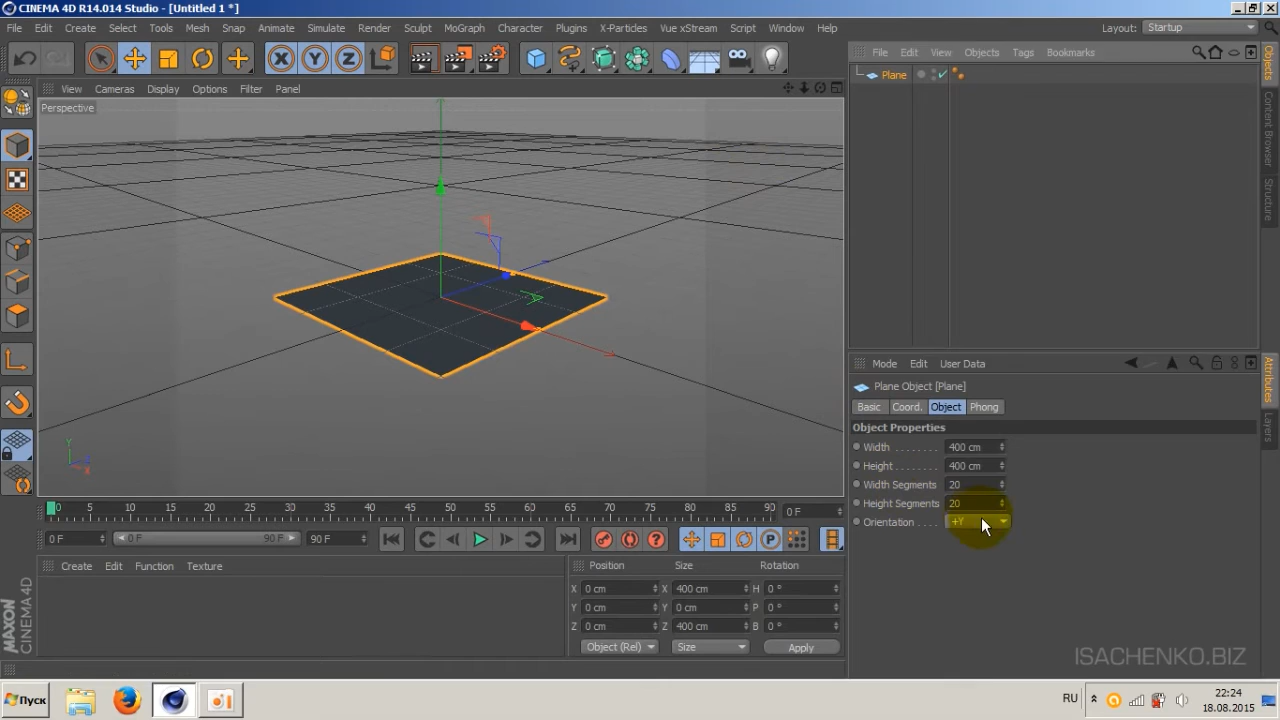 CINEMA 4D R14.014 Studio - [Untitled 1 *]
File Edit Create Select Tools Mesh Snap Animate Simulate Render Sculpt MoGraph Character Plugins X-Particles Vue xStream Script Window Help Layout: Startup
X Y Z
File Edit View Objects Tags Bookmarks
View Cameras Display Options Filter Panel
Perspective
Plane
Objects
Content Browser
Structure
Mode Edit User Data
Plane Object [Plane]
Basic Coord. Object Phong
Object Properties
Width . . . . . . . . 400 cm
Height . . . . . . . 400 cm
Width Segments 20
Height Segments 20
Orientation . . . . +Y
Attributes
Layers
Y
Z
X
0 5 10 15 20 25 30 35 40 45 50 55 60 65 70 75 80 85 90 0 F
0 F 0 F 90 F 90 F
P
Create Edit Function Texture
Position Size Rotation
X 0 cm X 400 cm H 0 °
Y 0 cm Y 0 cm P 0 °
Z 0 cm Z 400 cm B 0 °
Object (Rel) Size Apply
MAXON
CINEMA 4D
ISACHENKO.BIZ
Пуск
RU
22:24
18.08.2015